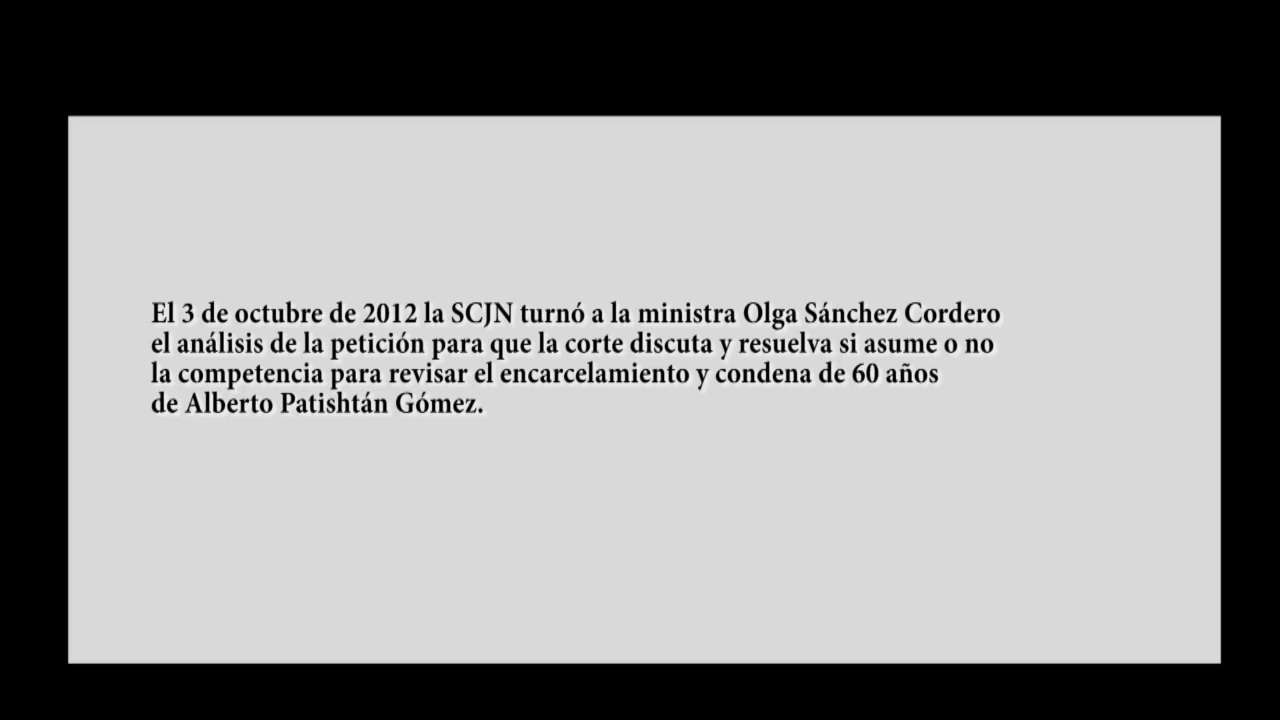 El 3 de octubre de 2012 la SCJN turnó a la ministra Olga Sánchez Cordero
el análisis de la petición para que la corte discuta y resuelva si asume o no
la competencia para revisar el encarcelamiento y condena de 60 años
de Alberto Patishtán Gómez.